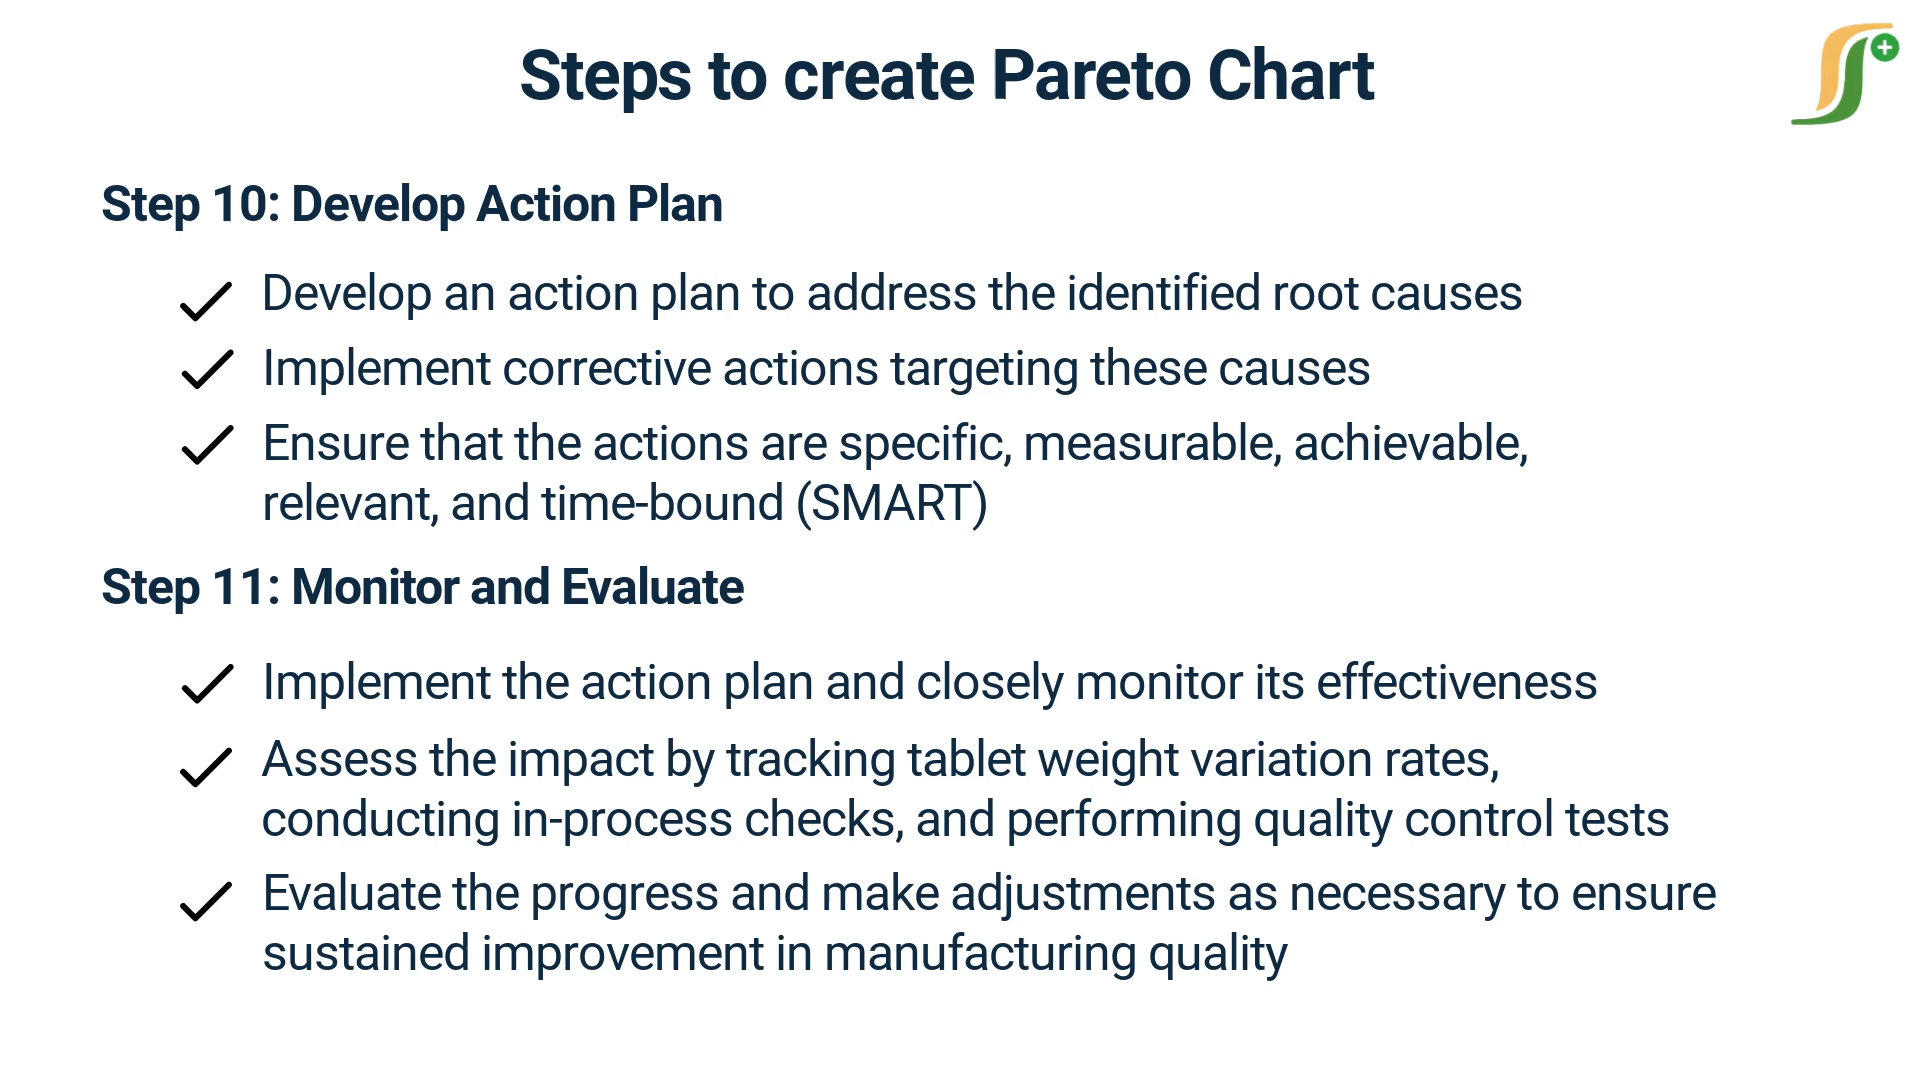 Steps to create Pareto Chart
Step 10: Develop Action Plan
Develop an action plan to address the identified root causes
Implement corrective actions targeting these causes
Ensure that the actions are specific, measurable, achievable,
relevant, and time-bound (SMART)
Step 11: Monitor and Evaluate
Implement the action plan and closely monitor its effectiveness
Assess the impact by tracking tablet weight variation rates,
conducting in-process checks, and performing quality control tests
Evaluate the progress and make adjustments as necessary to ensure
sustained improvement in manufacturing quality